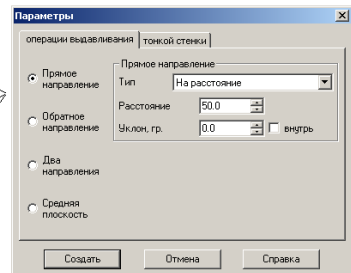 Параметры
операции выдавливания
тонкой стенки
Прямое направление
Прямое
направление
Тип
На расстояние
Расстояние
50.0
Уклон, гр.
0.0
внутрь
Обратное
направление
Два
направления
Средняя
плоскость
Создать
Отмена
Справка